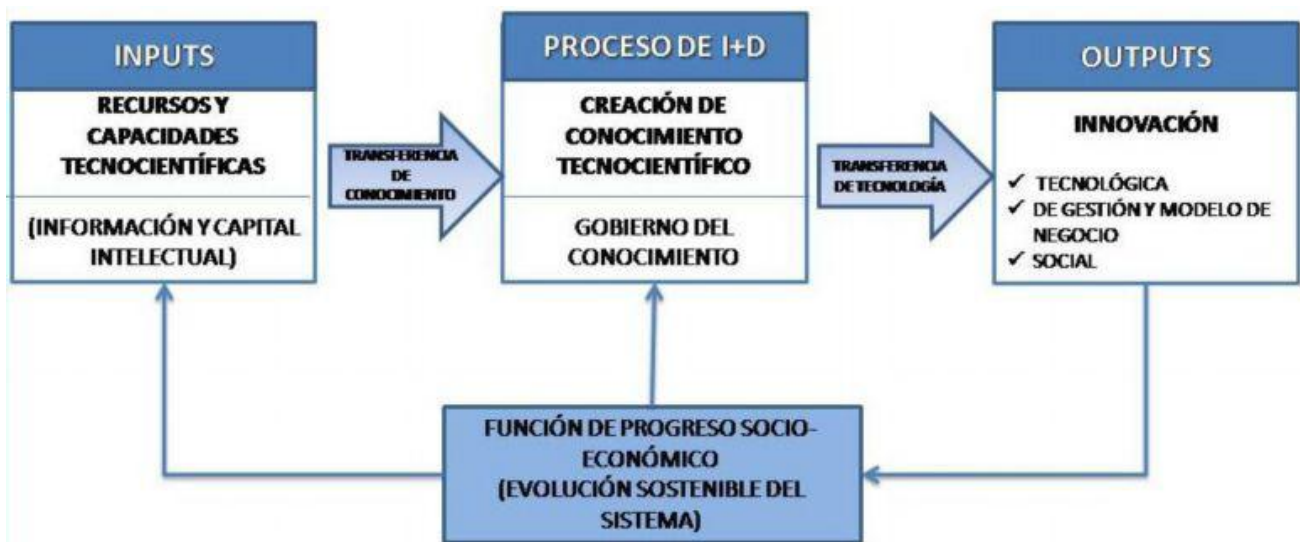 INPUTS
RECURSOS Y
CAPACIDADES
TECNOCIENTÍFICAS
(INFORMACIÓN Y CAPITAL
INTELECTUAL)
TRANSFERENCIA
DE
CONOCIMIENTO
PROCESO DE I+D
CREACIÓN DE
CONOCIMIENTO
TECNOCIENTÍFICO
GOBIERNO DEL
CONOCIMIENTO
TRANSFERENCIA
DE TECNOLOGÍA
OUTPUTS
INNOVACIÓN
✓ TECNOLÓGICA
✓ DE GESTIÓN Y MODELO DE
NEGOCIO
✓ SOCIAL
FUNCIÓN DE PROGRESO SOCIO-
ECONÓMICO
(EVOLUCIÓN SOSTENIBLE DEL
SISTEMA)